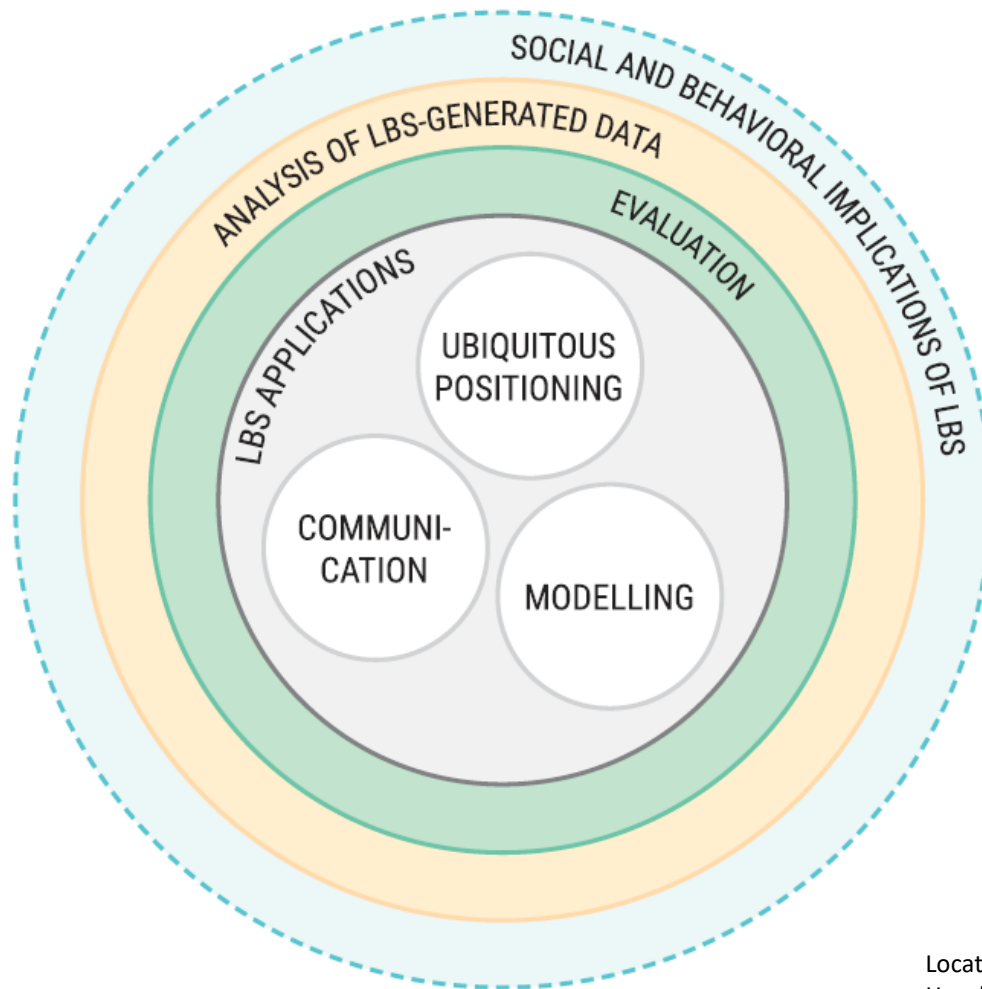 SOCIAL AND BEHAVIORAL IMPLICATIONS OF LBS
ANALYSIS OF LBS-GENERATED DATA
EVALUATION
LBS APPLICATIONS
UBIQUITOUS
POSITIONING
COMMUNI-
CATION
MODELLING
Locat